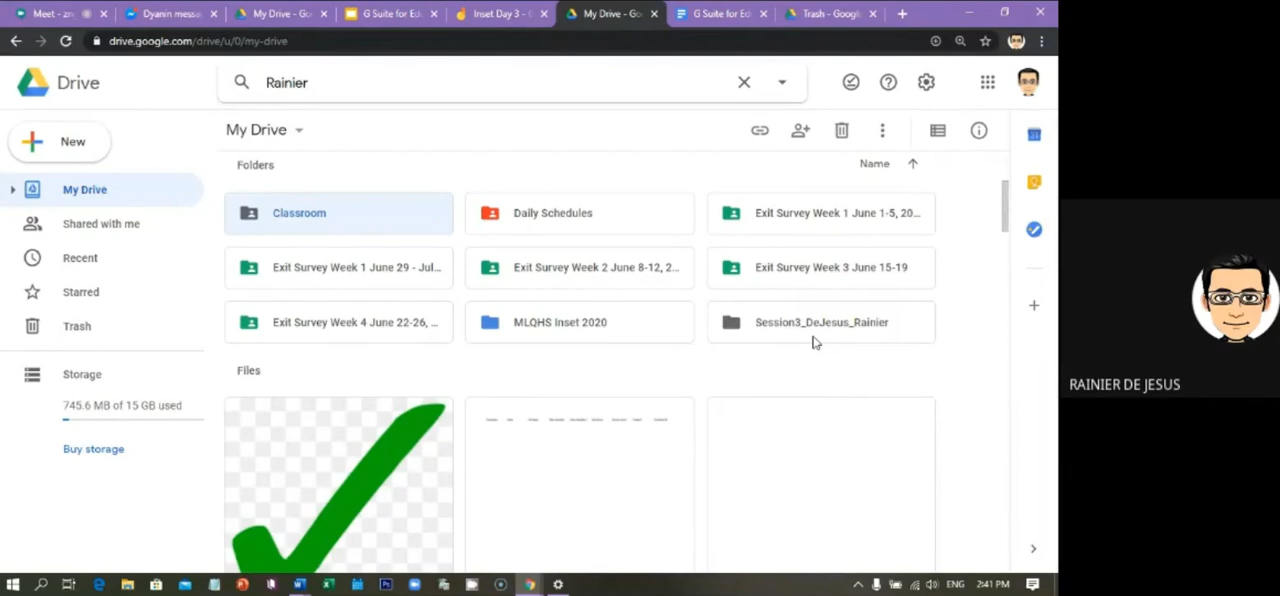 Meet - zn
Dyanin messa
My Drive - Go
G Suite for Ed
Inset Day 3 - G
My Drive - Go
G Suite for Ed
Trash - Google
drive.google.com/drive/u/0/my-drive
Drive
Rainier
New
My Drive
Folders
Name
My Drive
Shared with me
Recent
Starred
Trash
Storage
745.6 MB of 15 GB used
Buy storage
Classroom
Daily Schedules
Exit Survey Week 1 June 1-5, 20...
Exit Survey Week 1 June 29 - Jul...
Exit Survey Week 2 June 8-12, 2...
Exit Survey Week 3 June 15-19
Exit Survey Week 4 June 22-26, ...
MLQHS Inset 2020
Session3_DeJesus_Rainier
Files
RAINIER DE JESUS
ENG
2:41 PM